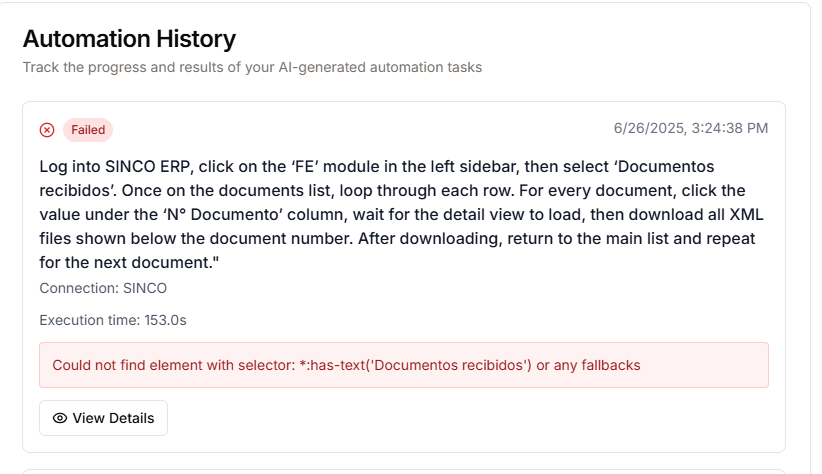 Automation History
Track the progress and results of your AI-generated automation tasks
Failed
6/26/2025, 3:24:38 PM
Log into SINCO ERP, click on the ‘FE’ module in the left sidebar, then select ‘Documentos
recibidos’. Once on the documents list, loop through each row. For every document, click the
value under the ‘N° Documento’ column, wait for the detail view to load, then download all XML
files shown below the document number. After downloading, return to the main list and repeat
for the next document."
Connection: SINCO
Execution time: 153.0s
Could not find element with selector: *:has-text('Documentos recibidos') or any fallbacks
View Details